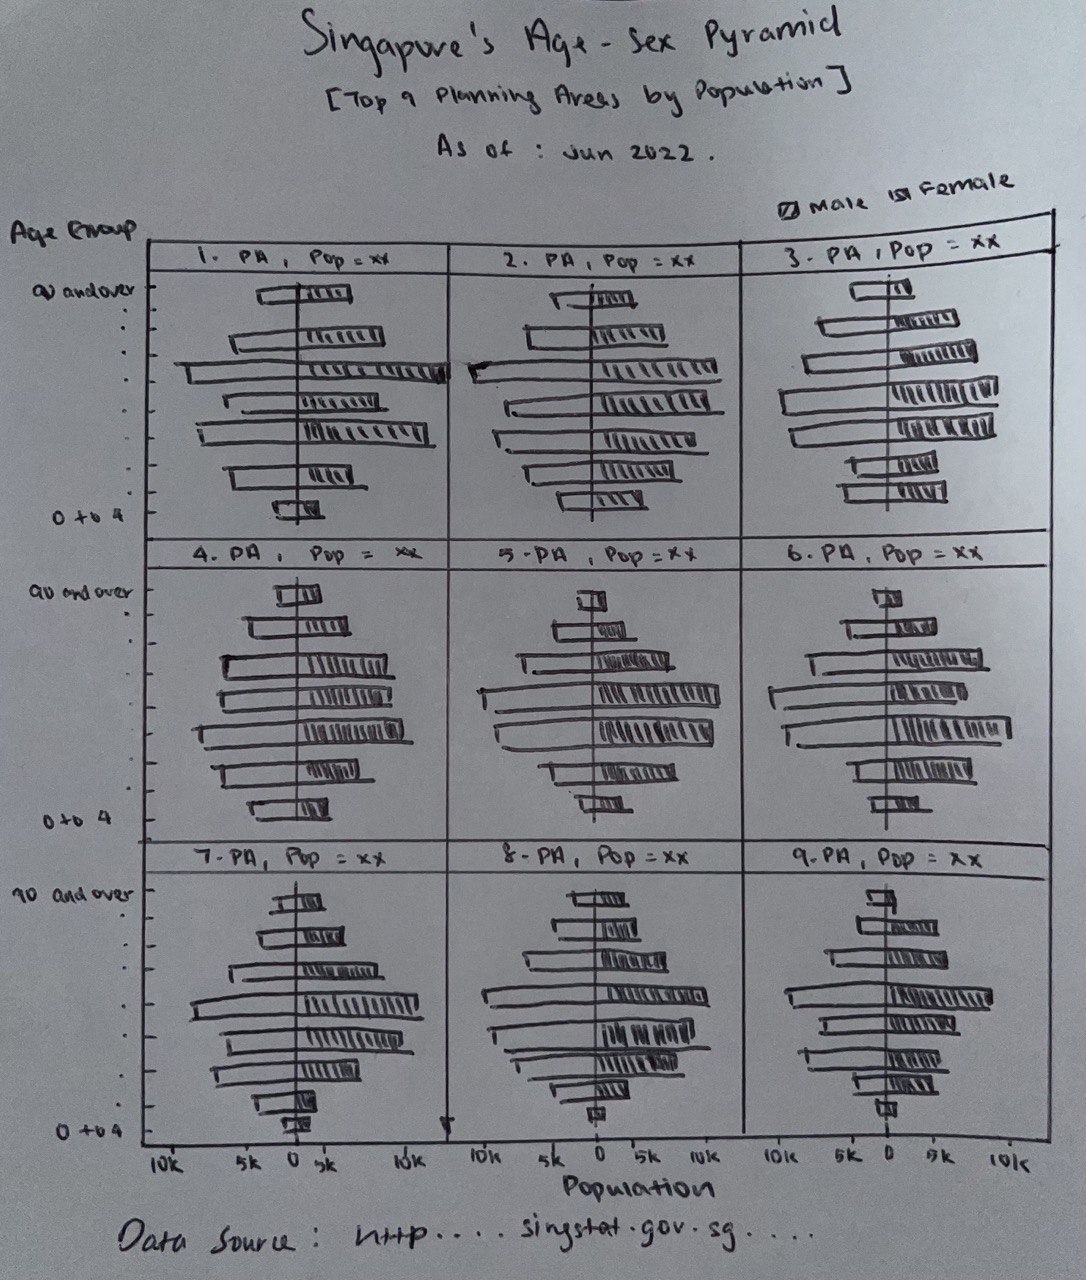 Singapore's Age-Sex Pyramid
[Top 9 Planning Areas by Population]
As of : Jun 2022.
Male Female
Age Group
1. PA, Pop = xx
2. PA, Pop = xx
3. PA, Pop = xx
90 and over
0 to 4
4. PA, Pop = xx
5. PA, Pop = xx
6. PA, Pop = xx
90 and over
0 to 4
7. PA, Pop = xx
8. PA, Pop = xx
9. PA, Pop = xx
90 and over
0 to 4
10k 5k 0 5k 10k 10k 5k 0 5k 10k 10k 5k 0 5k 10k
Population
Data Source : http.... singstat.gov.sg....